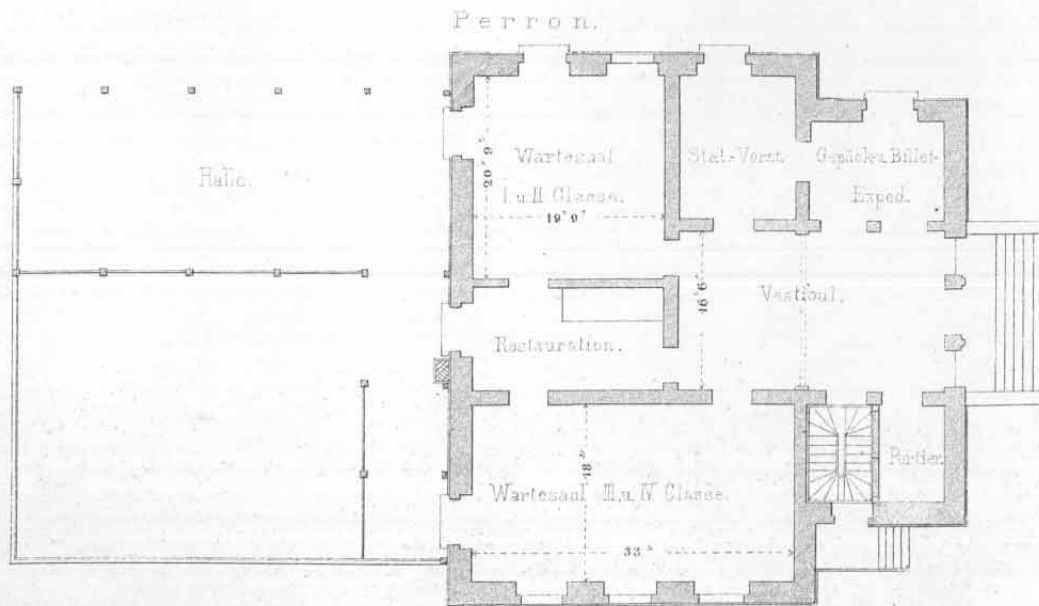 Perron.
Halle.
Wartesaal
I. u. II. Classe.
20' 9"
19' 9"
Stat.-Vorst.
Gepäck-u. Billet-
Exped.
16' 6"
Vestibul.
Restauration.
Wartesaal III. u. IV. Classe.
18'
33'
Portier.